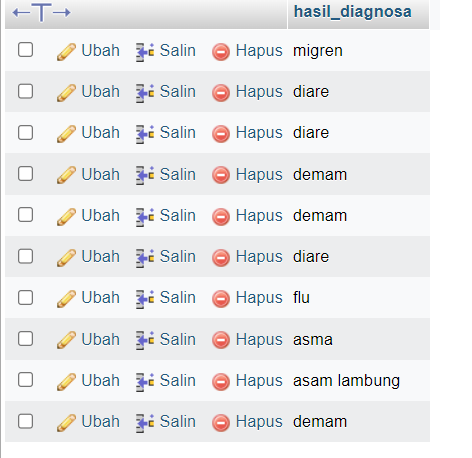 hasil_diagnosa
Ubah Salin Hapus migren
Ubah Salin Hapus diare
Ubah Salin Hapus diare
Ubah Salin Hapus demam
Ubah Salin Hapus demam
Ubah Salin Hapus diare
Ubah Salin Hapus flu
Ubah Salin Hapus asma
Ubah Salin Hapus asam lambung
Ubah Salin Hapus demam